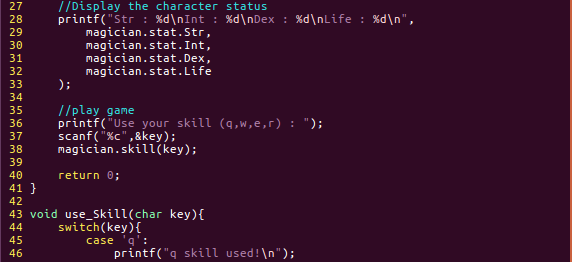 27     //Display the character status
28     printf("Str : %d\nInt : %d\nDex : %d\nLife : %d\n",
29         magician.stat.Str,
30         magician.stat.Int,
31         magician.stat.Dex,
32         magician.stat.Life
33     );
34
35     //play game
36     printf("Use your skill (q,w,e,r) : ");
37     scanf("%c",&key);
38     magician.skill(key);
39
40     return 0;
41 }
42
43 void use_Skill(char key){
44     switch(key){
45         case 'q':
46             printf("q skill used!\n");